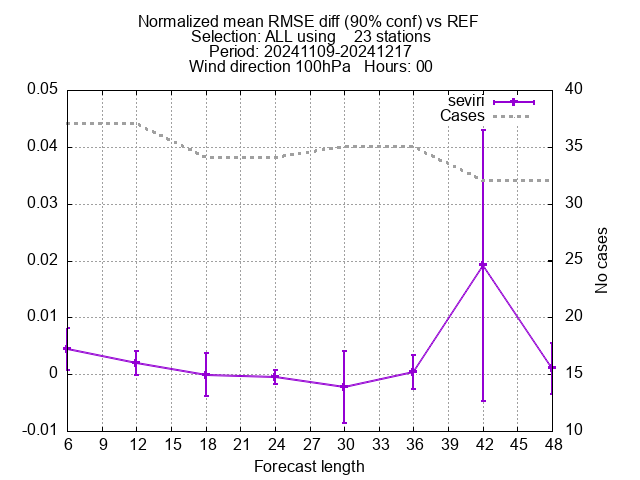 Normalized mean RMSE diff (90% conf) vs REF
Selection: ALL using    23 stations
Period: 20241109-20241217
Wind direction 100hPa   Hours: 00
seviri
Cases
0.05
0.04
0.03
0.02
0.01
0
-0.01
40
35
30
25
20
15
10
No cases
6 9 12 15 18 21 24 27 30 33 36 39 42 45 48
Forecast length